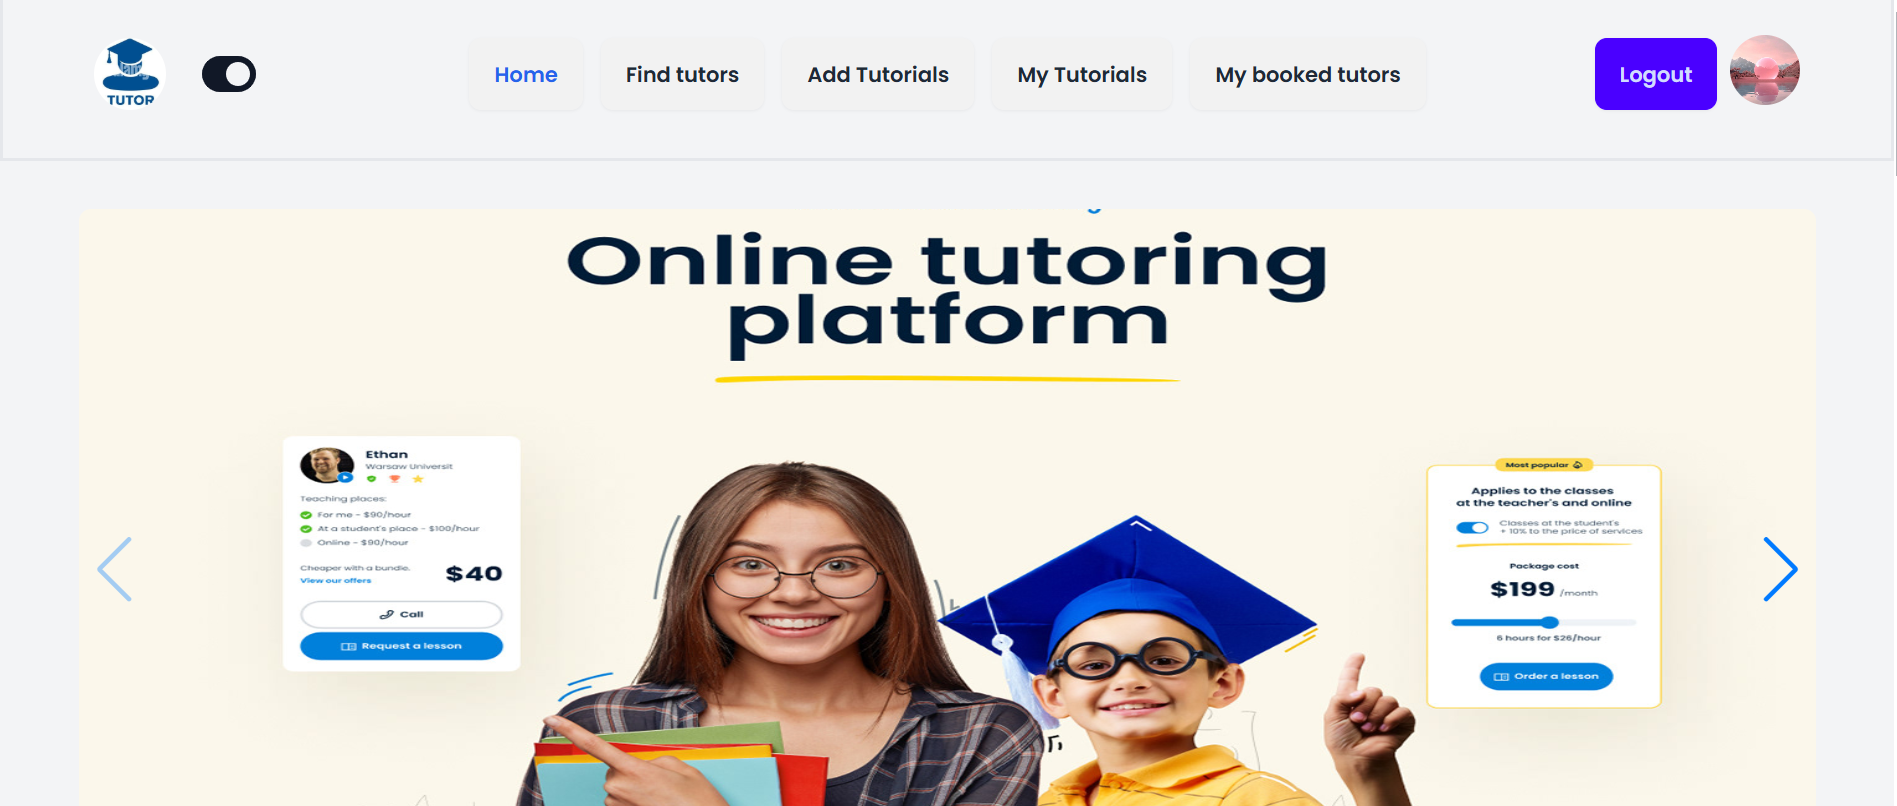 TUTOR
Home
Find tutors
Add Tutorials
My Tutorials
My booked tutors
Logout
Online tutoring
platform
Ethan
Warsaw Universit
Teaching places:
For me - $90/hour
At a student's place - $100/hour
Online - $90/hour
Cheaper with a bundle.
View our offers
$40
Call
Request a lesson
Most popular
Applies to the classes
at the teacher's and online
Classes at the student's
+ 10% to the price of services
Package cost
$199 /month
6 hours for $26/hour
Order a lesson